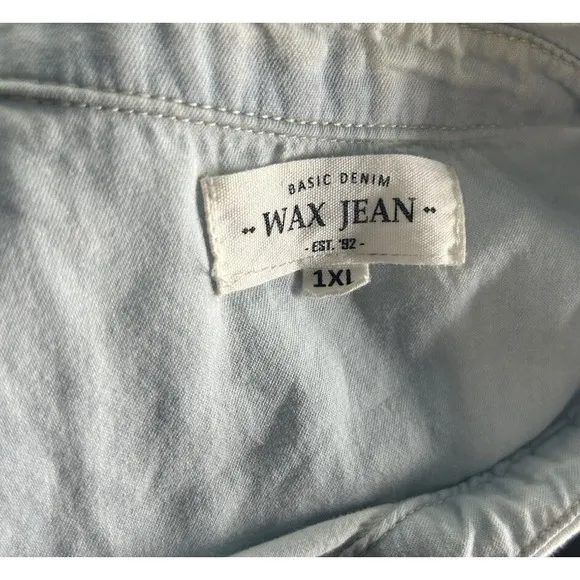 BASIC DENIM
WAX JEAN
- EST. '92 -
1XL